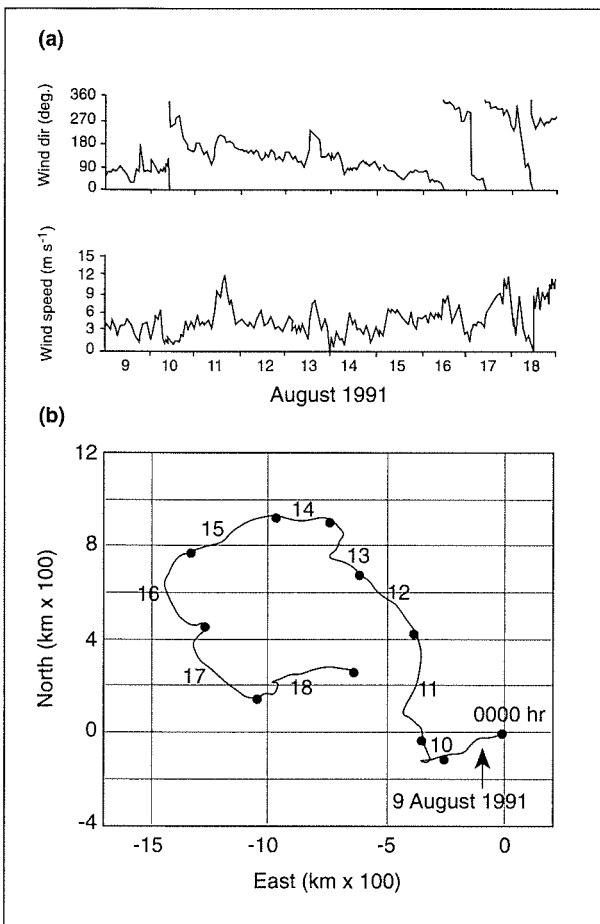 (a)
Wind dir (deg.)
360
270
180
90
0
Wind speed (m s⁻¹)
15
12
9
6
3
0
9 10 11 12 13 14 15 16 17 18
August 1991
(b)
North (km x 100)
12
8
4
0
-4
14
15
13
16
12
17
18
11
0000 hr
10
9 August 1991
-15 -10 -5 0
East (km x 100)